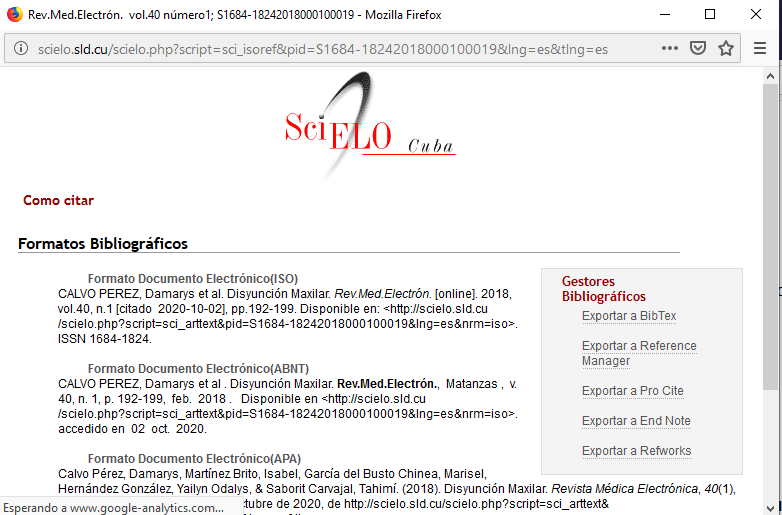 Rev.Med.Electrón. vol.40 número1; S1684-18242018000100019 - Mozilla Firefox
scielo.sld.cu/scielo.php?script=sci_isoref&pid=S1684-18242018000100019&lng=es&tlng=es
SciELO Cuba
Como citar
Formatos Bibliográficos
Formato Documento Electrónico(ISO)
CALVO PEREZ, Damarys et al. Disyunción Maxilar. Rev.Med.Electrón. [online]. 2018,
vol.40, n.1 [citado 2020-10-02], pp.192-199. Disponible en: <http://scielo.sld.cu
/scielo.php?script=sci_arttext&pid=S1684-18242018000100019&lng=es&nrm=iso>.
ISSN 1684-1824.
Formato Documento Electrónico(ABNT)
CALVO PEREZ, Damarys et al . Disyunción Maxilar. Rev.Med.Electrón., Matanzas , v.
40, n. 1, p. 192-199, feb. 2018 . Disponible en <http://scielo.sld.cu
/scielo.php?script=sci_arttext&pid=S1684-18242018000100019&lng=es&nrm=iso>.
accedido en 02 oct. 2020.
Formato Documento Electrónico(APA)
Calvo Pérez, Damarys, Martínez Brito, Isabel, García del Busto Chinea, Marisel,
Hernández González, Yailyn Odalys, & Saborit Carvajal, Tahimí. (2018). Disyunción Maxilar. Revista Médica Electrónica, 40(1),
tubre de 2020, de http://scielo.sld.cu/scielo.php?script=sci_arttext&
Gestores
Bibliográficos
Exportar a BibTex
Exportar a Reference
Manager
Exportar a Pro Cite
Exportar a End Note
Exportar a Refworks
Esperando a www.google-analytics.com...